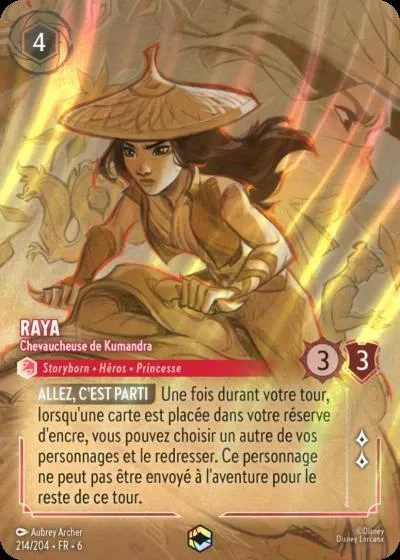 4
RAYA
Chevaucheuse de Kumandra
Storyborn • Héros • Princesse
3
3
ALLEZ, C'EST PARTI Une fois durant votre tour,
lorsqu'une carte est placée dans votre réserve
d'encre, vous pouvez choisir un autre de vos
personnages et le redresser. Ce personnage
ne peut pas être envoyé à l'aventure pour le
reste de ce tour.
Aubrey Archer
214/204 • FR • 6
©Disney
Disney Lorcana